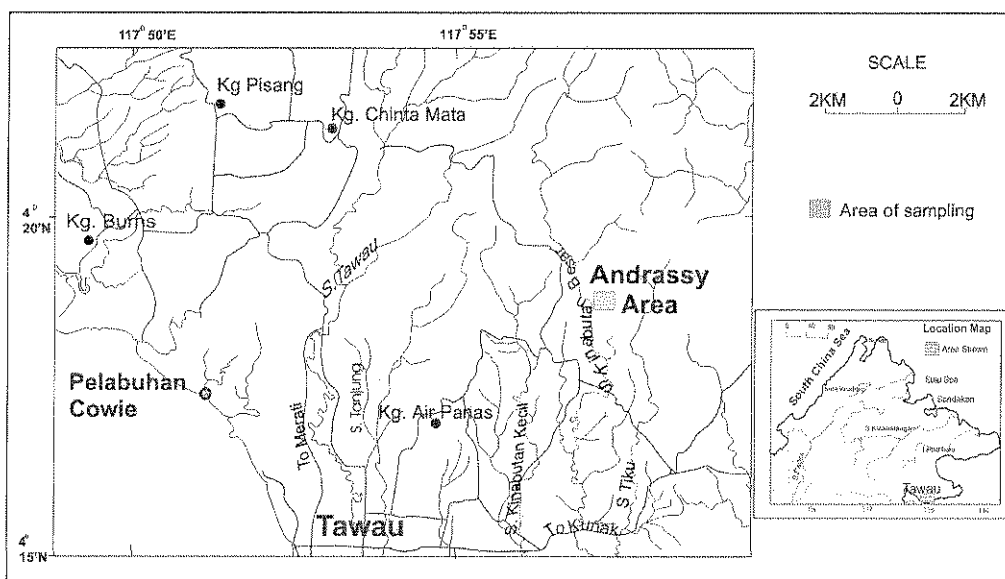 117° 50'E
117° 55'E
SCALE
2KM 0 2KM
Kg Pisang
Kg. Chinta Mata
4°
20'N
Kg. Burns
Area of sampling
S. Tawau
S. Kinabutan Besar
Andrassy
Area
Location Map
Area Shown
South China Sea
Sandakan
Pelabuhan
Cowie
To Merati
S. Tanjung
Kg. Air Panas
S. Kinabutan Kecil
S Tiku
Tawau
To Kunak
Tawau
4°
15'N